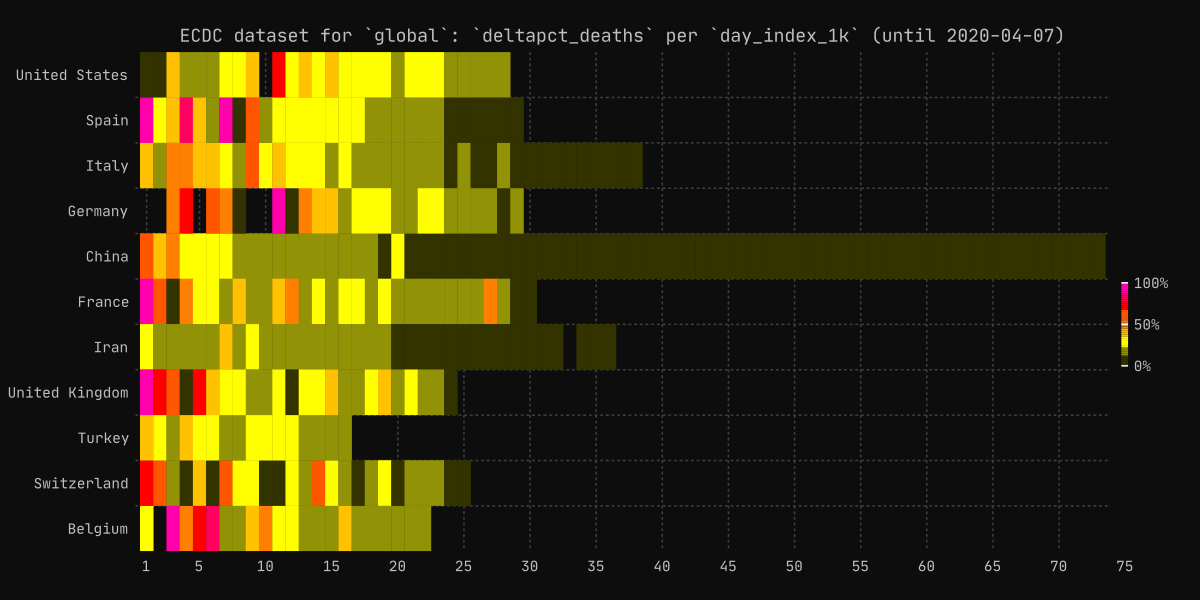 ECDC dataset for `global`: `deltapct_deaths` per `day_index_1k` (until 2020-04-07)
United States
Spain
Italy
Germany
China
France
Iran
United Kingdom
Turkey
Switzerland
Belgium
100%
50%
0%
1 5 10 15 20 25 30 35 40 45 50 55 60 65 70 75